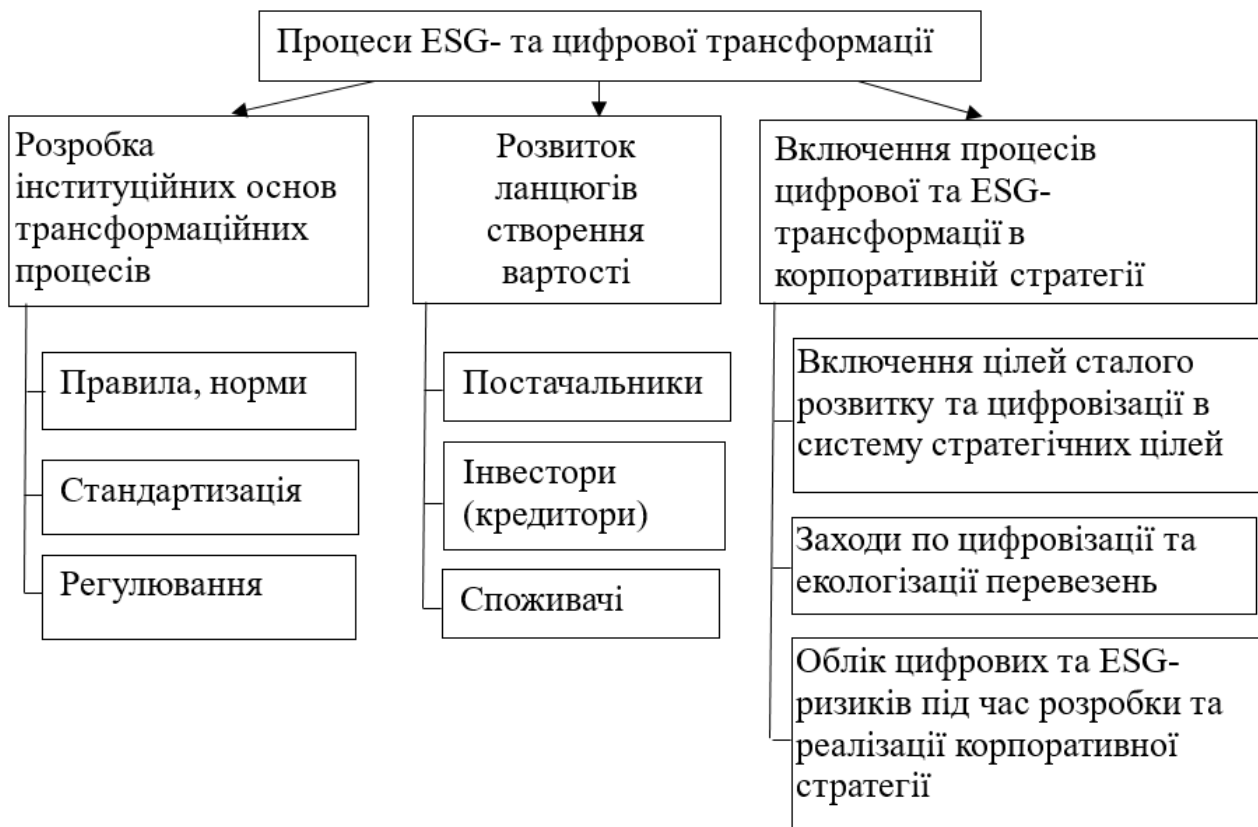 Процеси ESG- та цифрової трансформації
Розробка
інституційних основ
трансформаційних
процесів
Правила, норми
Стандартизація
Регулювання
Розвиток
ланцюгів
створення
вартості
Постачальники
Інвестори
(кредитори)
Споживачі
Включення процесів
цифрової та ESG-
трансформації в
корпоративній стратегії
Включення цілей сталого
розвитку та цифровізації в
систему стратегічних цілей
Заходи по цифровізації та
екологізації перевезень
Облік цифрових та ESG-
ризиків під час розробки та
реалізації корпоративної
стратегії